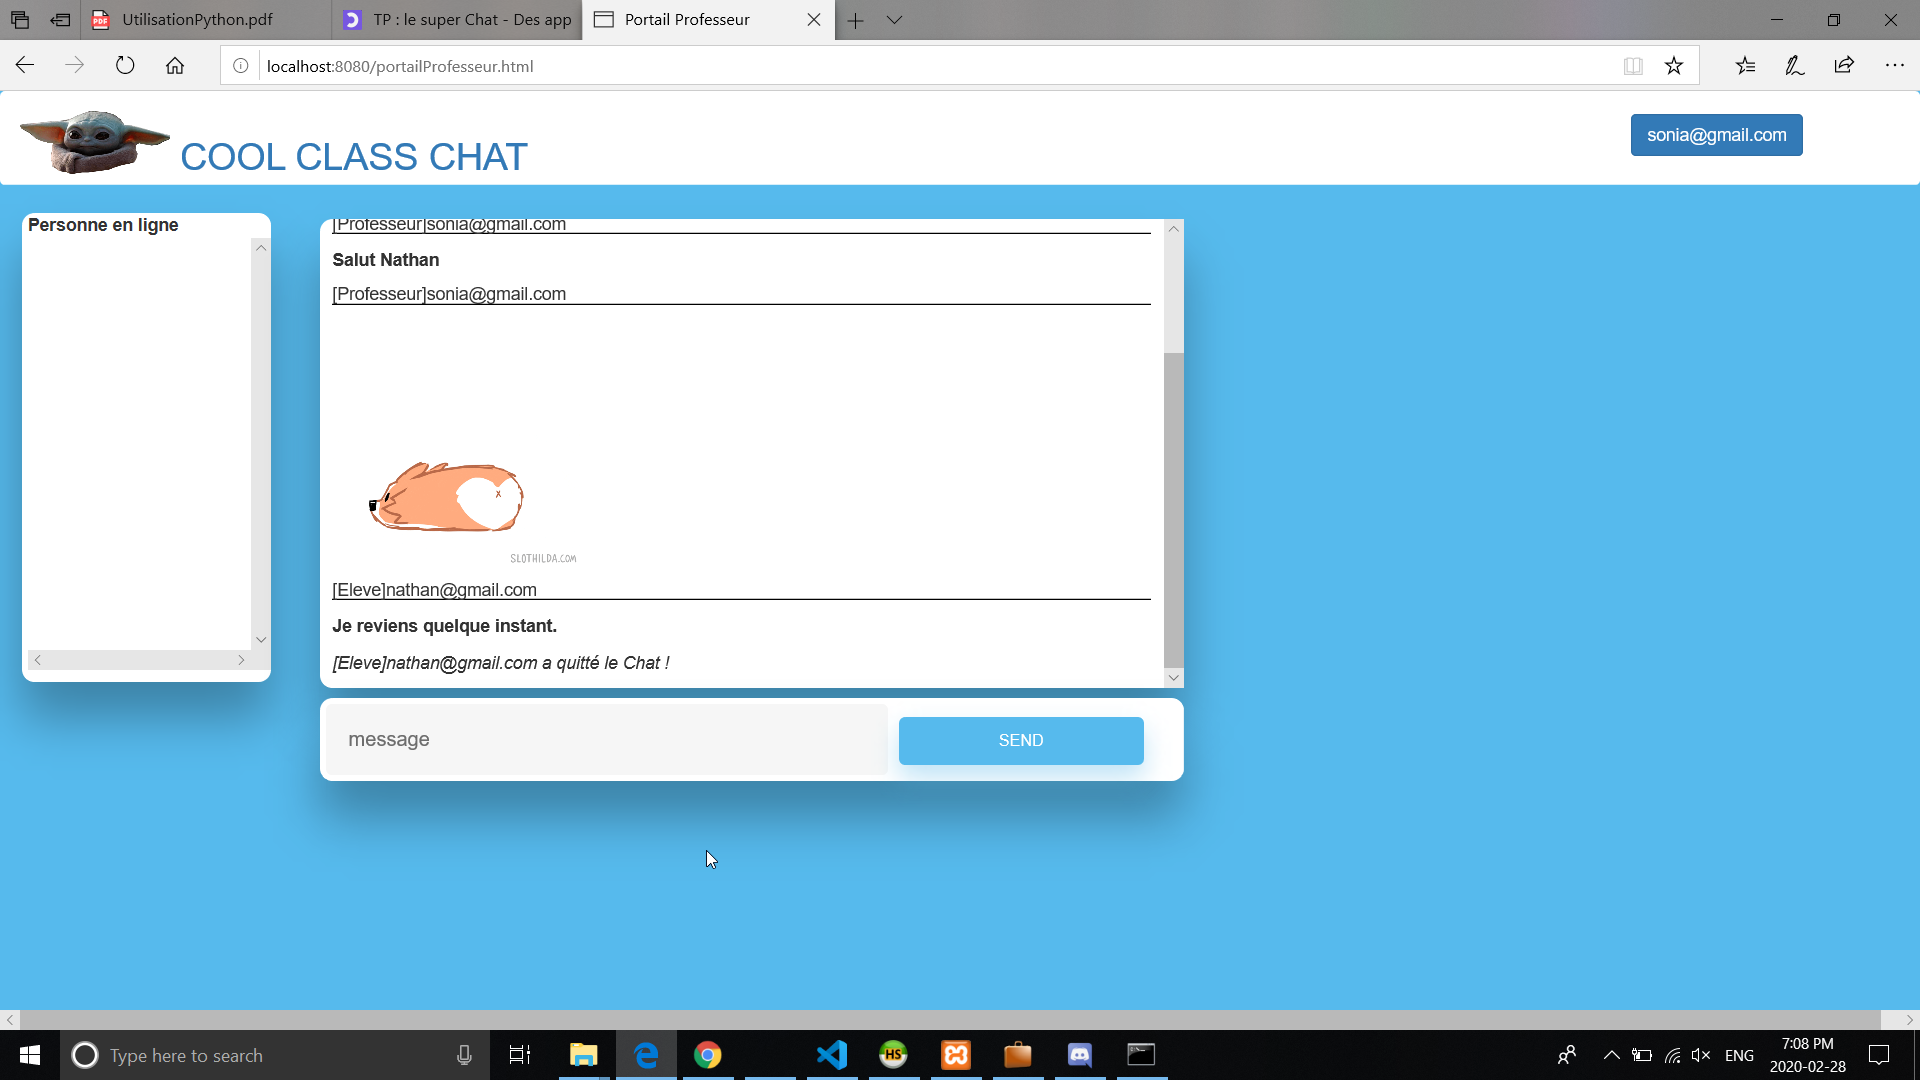 UtilisationPython.pdf
TP : le super Chat - Des app
Portail Professeur
localhost:8080/portailProfesseur.html
COOL CLASS CHAT
sonia@gmail.com
Personne en ligne
[Professeur]sonia@gmail.com
Salut Nathan
[Professeur]sonia@gmail.com
SLOTHILDA.COM
[Eleve]nathan@gmail.com
Je reviens quelque instant.
[Eleve]nathan@gmail.com a quitté le Chat !
message
SEND
Type here to search
HS
ENG
7:08 PM
2020-02-28